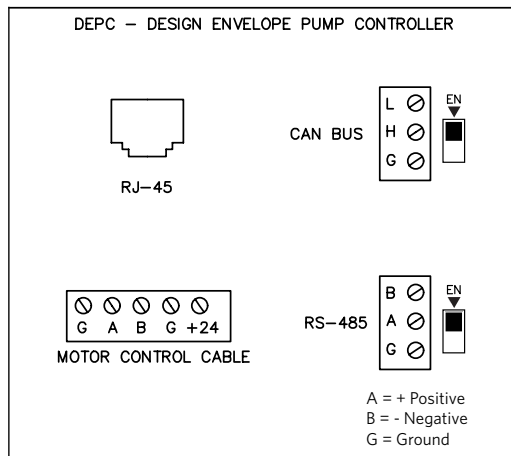 DEPC – DESIGN ENVELOPE PUMP CONTROLLER
RJ–45
CAN BUS
L
H
G
EN
G A B G +24
MOTOR CONTROL CABLE
RS–485
B
A
G
EN
A = + Positive
B = - Negative
G = Ground